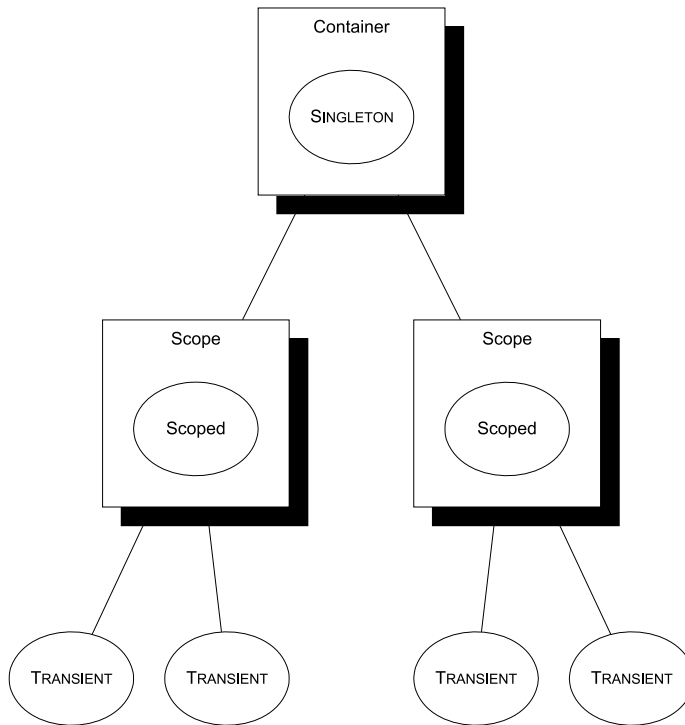 Container
SINGLETON
Scope
Scope
Scoped
Scoped
TRANSIENT
TRANSIENT
TRANSIENT
TRANSIENT